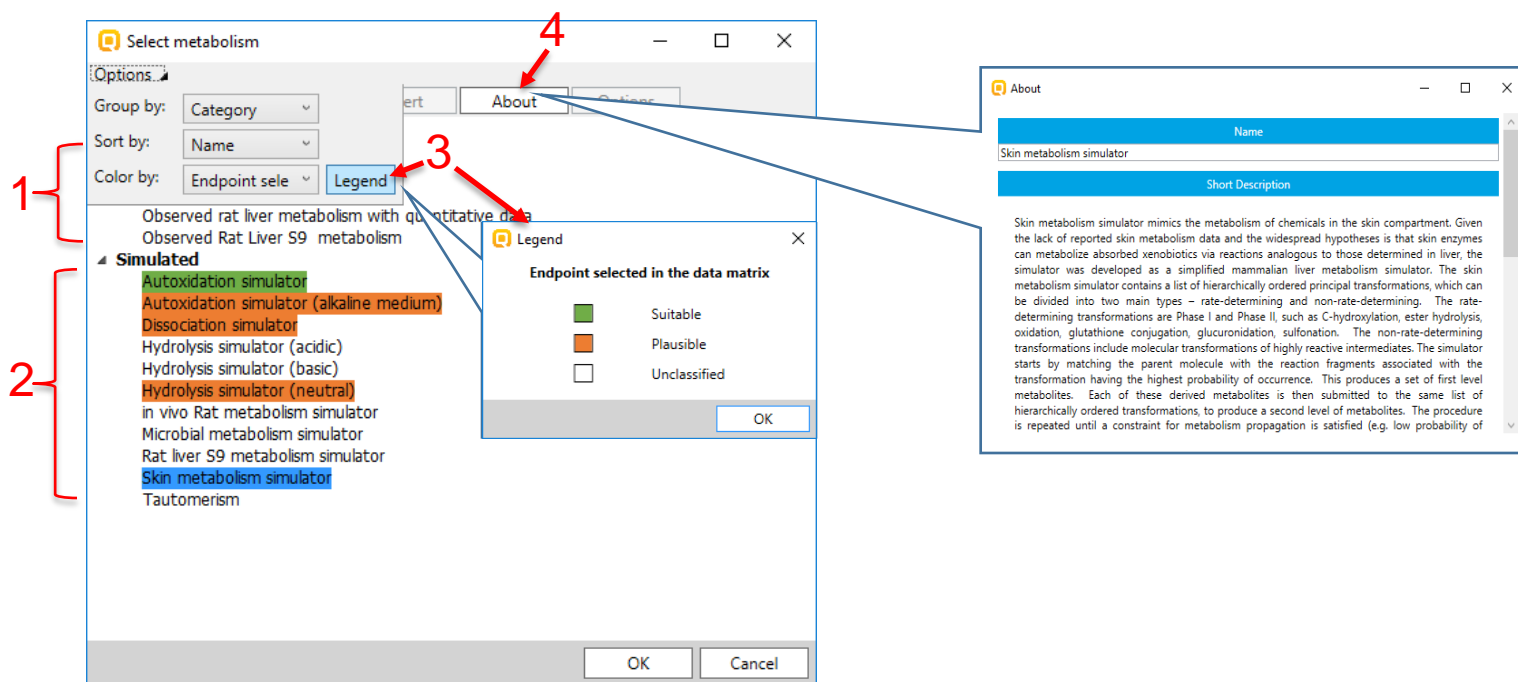 4
Select metabolism
Options
Group by: Category
ert About Options
Sort by: Name
3
1
Color by: Endpoint sele Legend
Observed rat liver metabolism with quantitative data
Observed Rat Liver S9 metabolism
Simulated
2
Autoxidation simulator
Autoxidation simulator (alkaline medium)
Dissociation simulator
Hydrolysis simulator (acidic)
Hydrolysis simulator (basic)
Hydrolysis simulator (neutral)
in vivo Rat metabolism simulator
Microbial metabolism simulator
Rat liver S9 metabolism simulator
Skin metabolism simulator
Tautomerism
OK Cancel
Legend
Endpoint selected in the data matrix
Suitable
Plausible
Unclassified
OK
About
Name
Skin metabolism simulator
Short Description
Skin metabolism simulator mimics the metabolism of chemicals in the skin compartment. Given
the lack of reported skin metabolism data and the widespread hypotheses is that skin enzymes
can metabolize absorbed xenobiotics via reactions analogous to those determined in liver, the
simulator was developed as a simplified mammalian liver metabolism simulator. The skin
metabolism simulator contains a list of hierarchically ordered principal transformations, which can
be divided into two main types – rate-determining and non-rate-determining. The rate-
determining transformations are Phase I and Phase II, such as C-hydroxylation, ester hydrolysis,
oxidation, glutathione conjugation, glucuronidation, sulfonation. The non-rate-determining
transformations include molecular transformations of highly reactive intermediates. The simulator
starts by matching the parent molecule with the reaction fragments associated with the
transformation having the highest probability of occurrence. This produces a set of first level
metabolites. Each of these derived metabolites is then submitted to the same list of
hierarchically ordered transformations, to produce a second level of metabolites. The procedure
is repeated until a constraint for metabolism propagation is satisfied (e.g. low probability of